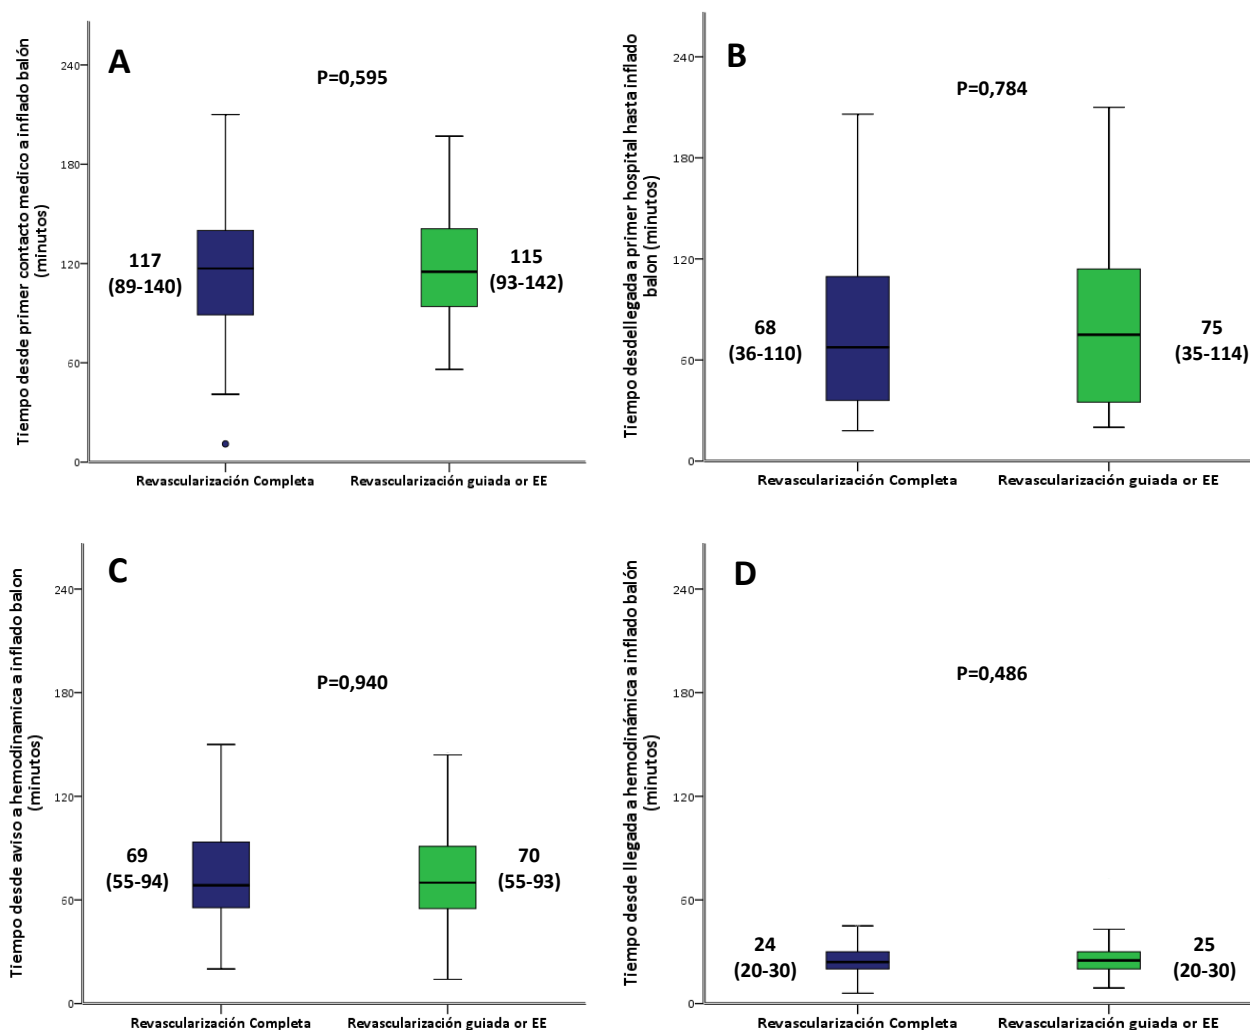 A
P=0,595
Tiempo desde primer contacto medico a inflado balón
(minutos)
240
180
120
60
0
117
(89-140)
115
(93-142)
Revascularización Completa
Revascularización guiada or EE
B
P=0,784
Tiempo desdellegada a primer hospital hasta inflado
balon (minutos)
240
180
120
60
0
68
(36-110)
75
(35-114)
Revascularización Completa
Revascularización guiada or EE
C
P=0,940
Tiempo desde aviso a hemodinamica a inflado balon
(minutos)
240
180
120
60
0
69
(55-94)
70
(55-93)
Revascularización Completa
Revascularización guiada or EE
D
P=0,486
Tiempo desde llegada a hemodinámica a inflado balón
(minutos)
240
180
120
60
0
24
(20-30)
25
(20-30)
Revascularización Completa
Revascularización guiada or EE